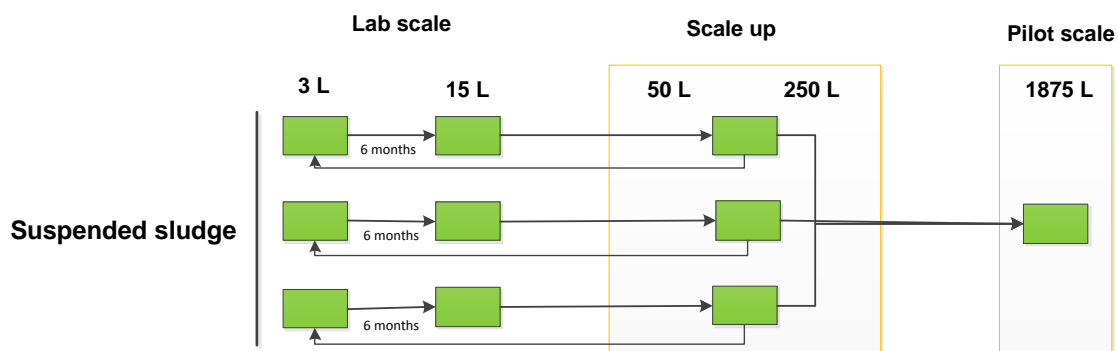 Lab scale
Scale up
Pilot scale
3 L
15 L
50 L
250 L
1875 L
6 months
Suspended sludge
6 months
6 months